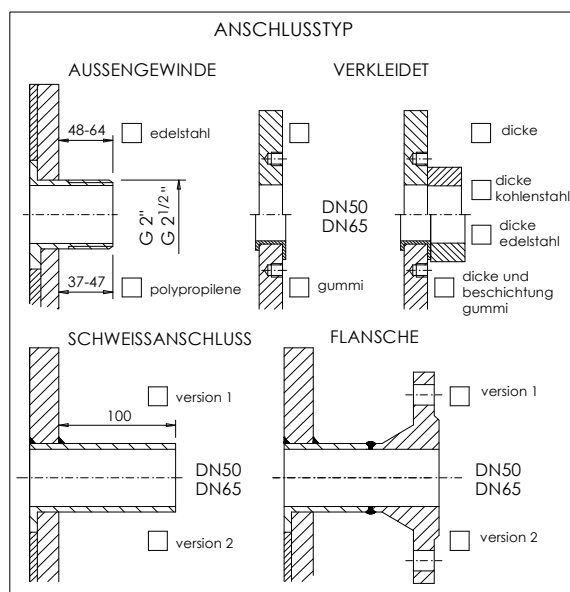 ANSCHLUSSTYP
AUSSENGEWINDE
48-64
edelstahl
G 2"
G 2 1/2"
37-47
polypropilene
VERKLEIDET
dicke
dicke
kohlenstahl
DN50
DN65
dicke
edelstahl
gummi
dicke und
beschichtung
gummi
SCHWEISSANSCHLUSS
version 1
100
DN50
DN65
version 2
FLANSCHE
version 1
DN50
DN65
version 2